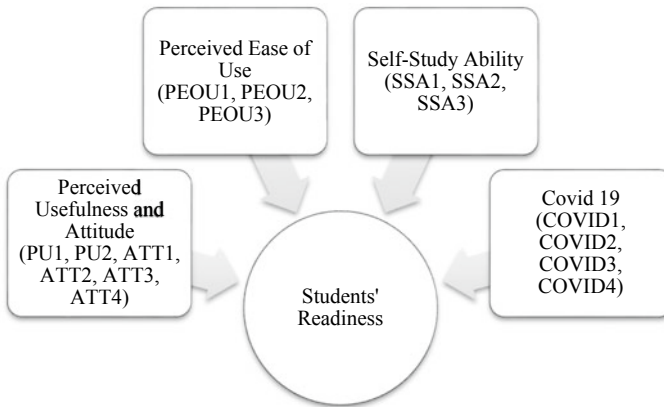 Perceived Ease of
Use
(PEOU1, PEOU2,
PEOU3)
Self-Study Ability
(SSA1, SSA2,
SSA3)
Perceived
Usefulness and
Attitude
(PU1, PU2, ATT1,
ATT2, ATT3,
ATT4)
Covid 19
(COVID1,
COVID2,
COVID3,
COVID4)
Students'
Readiness